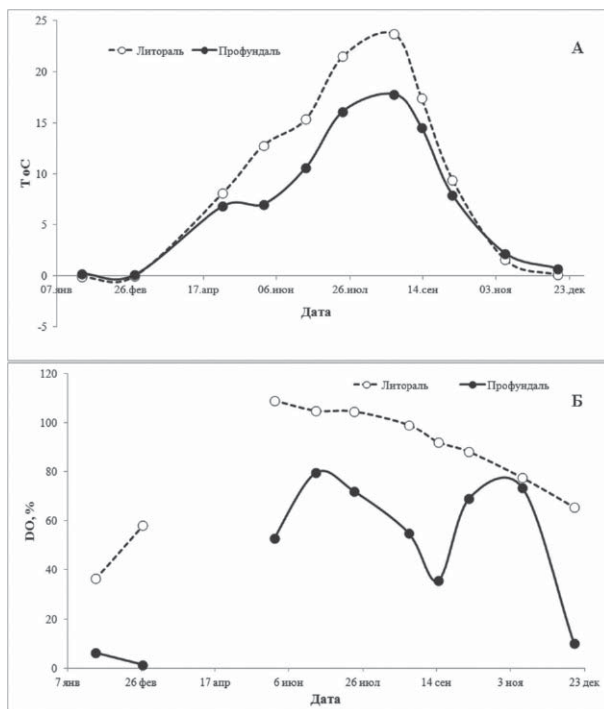 25
Литораль
Профундаль
А
20
15
10
5
0
-5
Т оС
07.янв
26.фев
17.апр
06.июн
26.июл
14.сен
03.ноя
23.дек
Дата
120
Литораль
Профундаль
Б
100
80
60
40
20
0
DO, %
7 янв
26 фев
17 апр
6 июн
26 июл
14 сен
3 ноя
23 дек
Дата